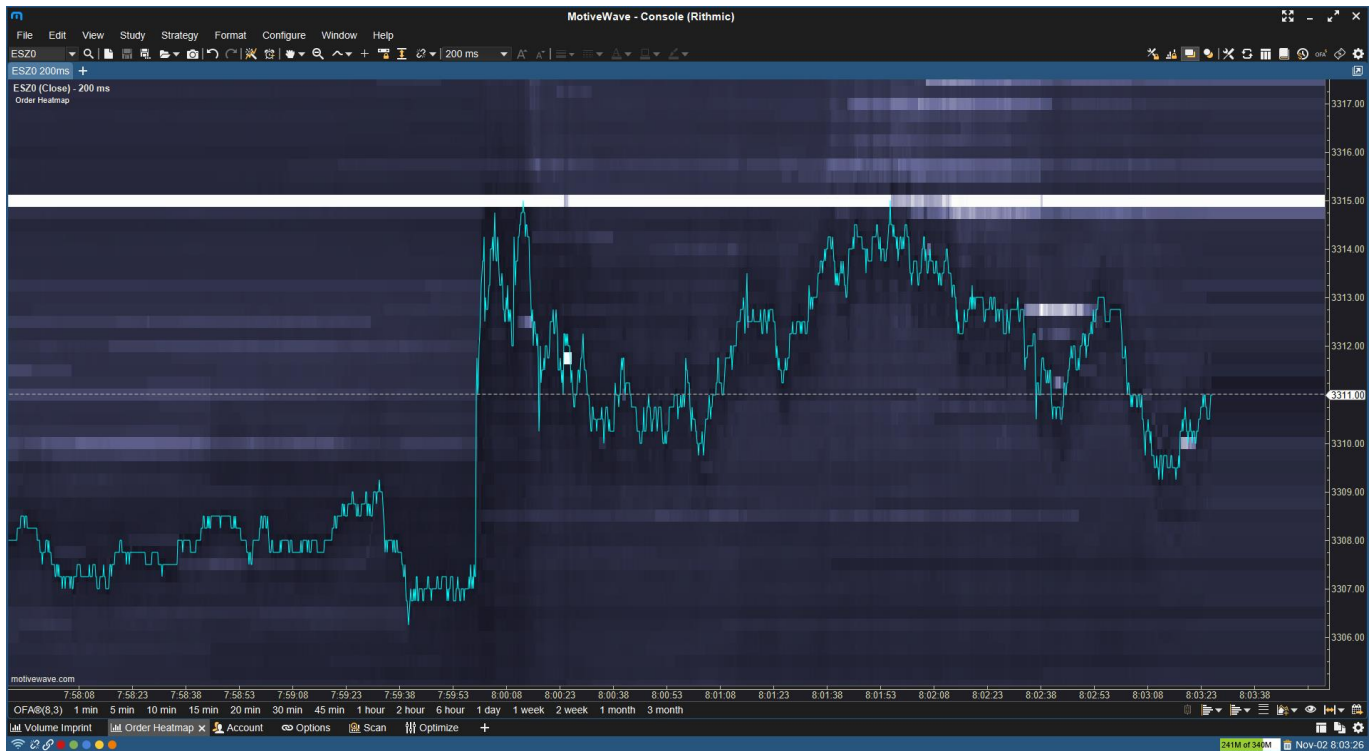 MotiveWave - Console (Rithmic)
File Edit View Study Strategy Format Configure Window Help
ESZ0 200 ms
ESZ0 200ms +
ESZ0 (Close) - 200 ms
Order Heatmap
3317.00
3316.00
3315.00
3314.00
3313.00
3312.00
3311.00
3310.00
3309.00
3308.00
3307.00
3306.00
motivewave.com
7:58:08 7:58:23 7:58:38 7:58:53 7:59:08 7:59:23 7:59:38 7:59:53 8:00:08 8:00:23 8:00:38 8:00:53 8:01:08 8:01:23 8:01:38 8:01:53 8:02:08 8:02:23 8:02:38 8:02:53 8:03:08 8:03:23 8:03:38
OFA®(8,3) 1 min 5 min 10 min 15 min 20 min 30 min 45 min 1 hour 2 hour 6 hour 1 day 1 week 2 week 1 month 3 month
Volume Imprint Order Heatmap Account Options Scan Optimize +
241M of 340M Nov-02 8:03:26